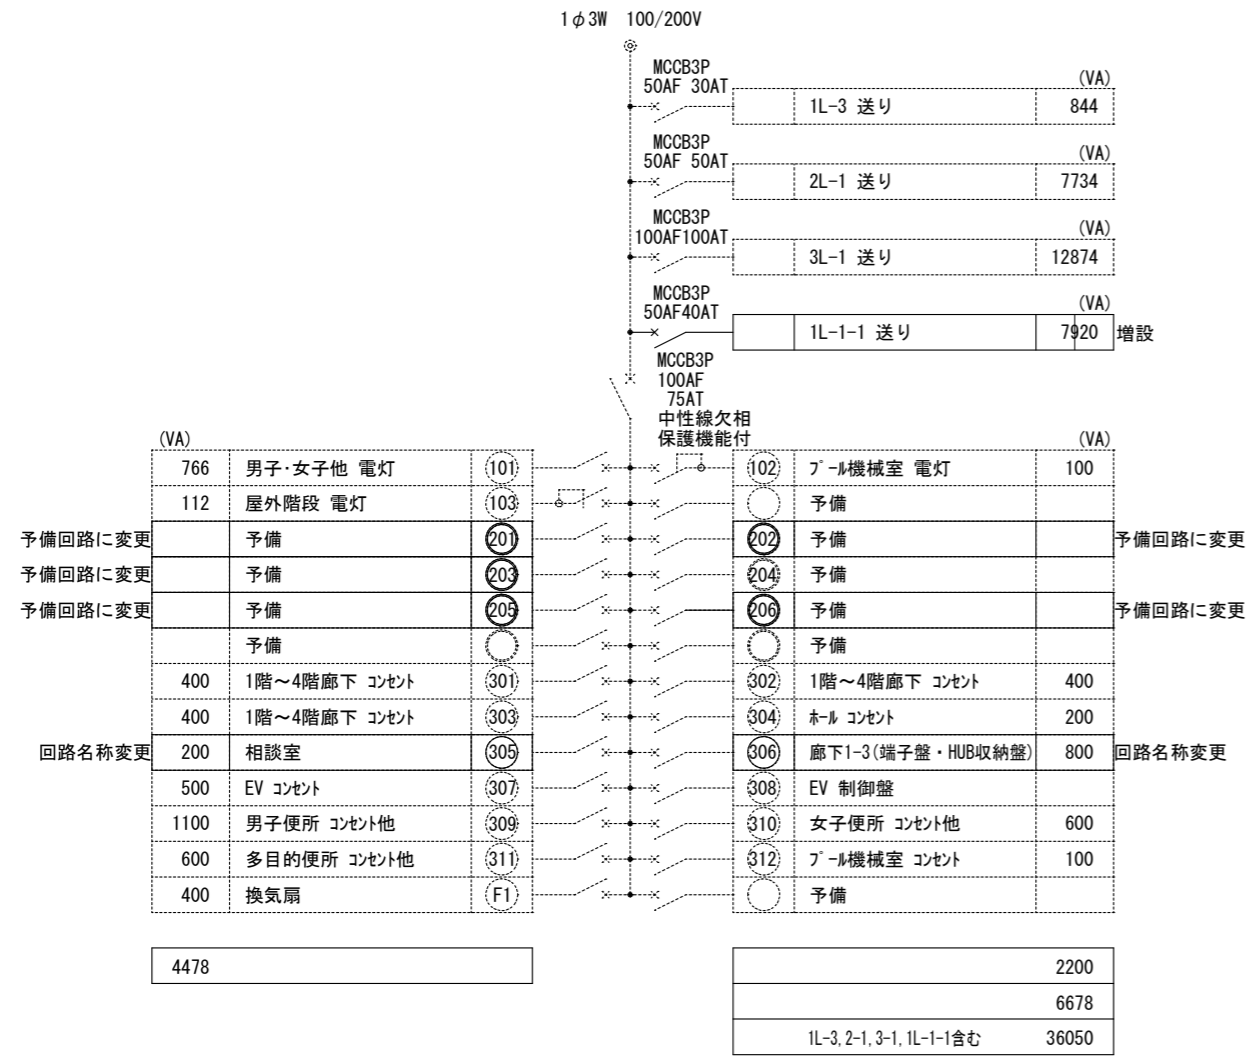 1φ3W 100/200V
MCCB3P
50AF 30AT
(VA)
1L-3 送り 844
MCCB3P
50AF 50AT
(VA)
2L-1 送り 7734
MCCB3P
100AF100AT
(VA)
3L-1 送り 12874
MCCB3P
50AF40AT
(VA)
1L-1-1 送り 7920 増設
MCCB3P
100AF
75AT
中性線欠相
保護機能付
(VA) (VA)
766 男子・女子他 電灯 101 102 プール機械室 電灯 100
112 屋外階段 電灯 103 予備
予備回路に変更 予備 201 202 予備 予備回路に変更
予備回路に変更 予備 203 204 予備
予備回路に変更 予備 205 206 予備 予備回路に変更
予備 予備
400 1階～4階廊下 コンセント 301 302 1階～4階廊下 コンセント 400
400 1階～4階廊下 コンセント 303 304 ホール コンセント 200
回路名称変更 200 相談室 305 306 廊下1-3(端子盤・HUB収納盤) 800 回路名称変更
500 EV コンセント 307 308 EV 制御盤
1100 男子便所 コンセント他 309 310 女子便所 コンセント他 600
600 多目的便所 コンセント他 311 312 プール機械室 コンセント 100
400 換気扇 F1 予備
4478 2200
6678
1L-3,2-1,3-1,1L-1-1含む 36050